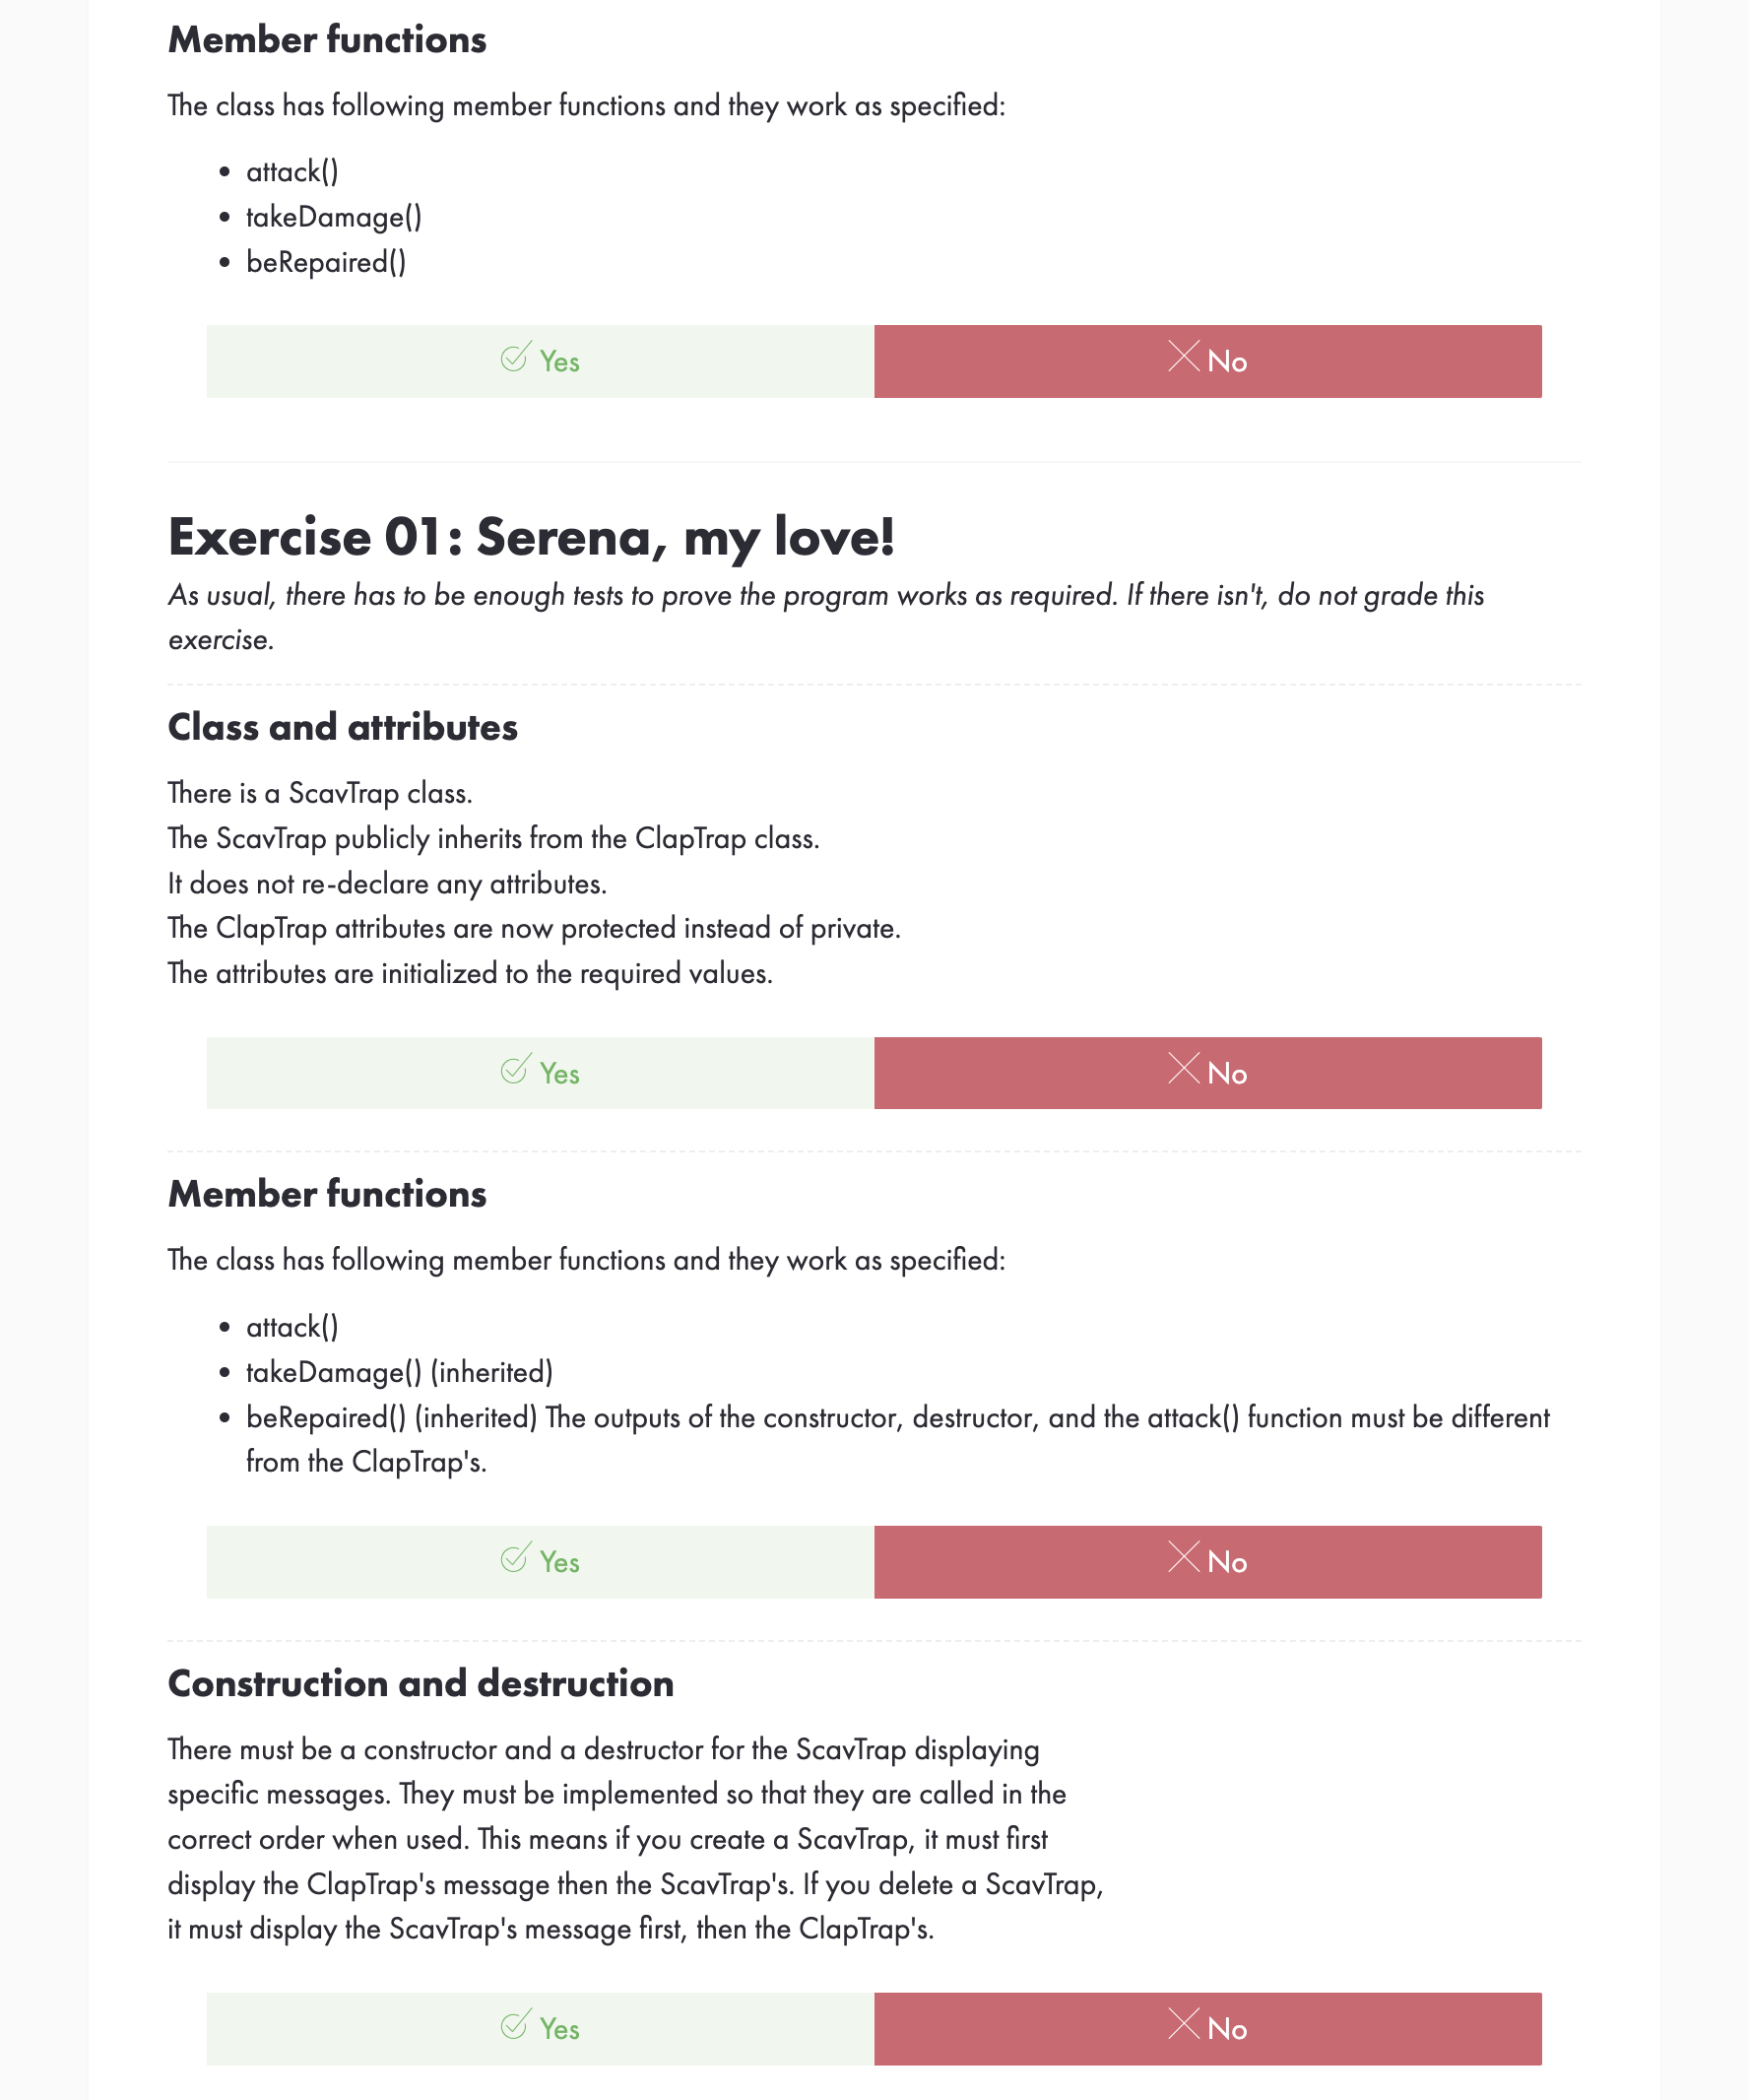 Member functions
The class has following member functions and they work as specified:
• attack()
• takeDamage()
• beRepaired()
Yes
No
Exercise 01: Serena, my love!
As usual, there has to be enough tests to prove the program works as required. If there isn't, do not grade this
exercise.
Class and attributes
There is a ScavTrap class.
The ScavTrap publicly inherits from the ClapTrap class.
It does not re-declare any attributes.
The ClapTrap attributes are now protected instead of private.
The attributes are initialized to the required values.
Yes
No
Member functions
The class has following member functions and they work as specified:
• attack()
• takeDamage() (inherited)
• beRepaired() (inherited) The outputs of the constructor, destructor, and the attack() function must be different
from the ClapTrap's.
Yes
No
Construction and destruction
There must be a constructor and a destructor for the ScavTrap displaying
specific messages. They must be implemented so that they are called in the
correct order when used. This means if you create a ScavTrap, it must first
display the ClapTrap's message then the ScavTrap's. If you delete a ScavTrap,
it must display the ScavTrap's message first, then the ClapTrap's.
Yes
No